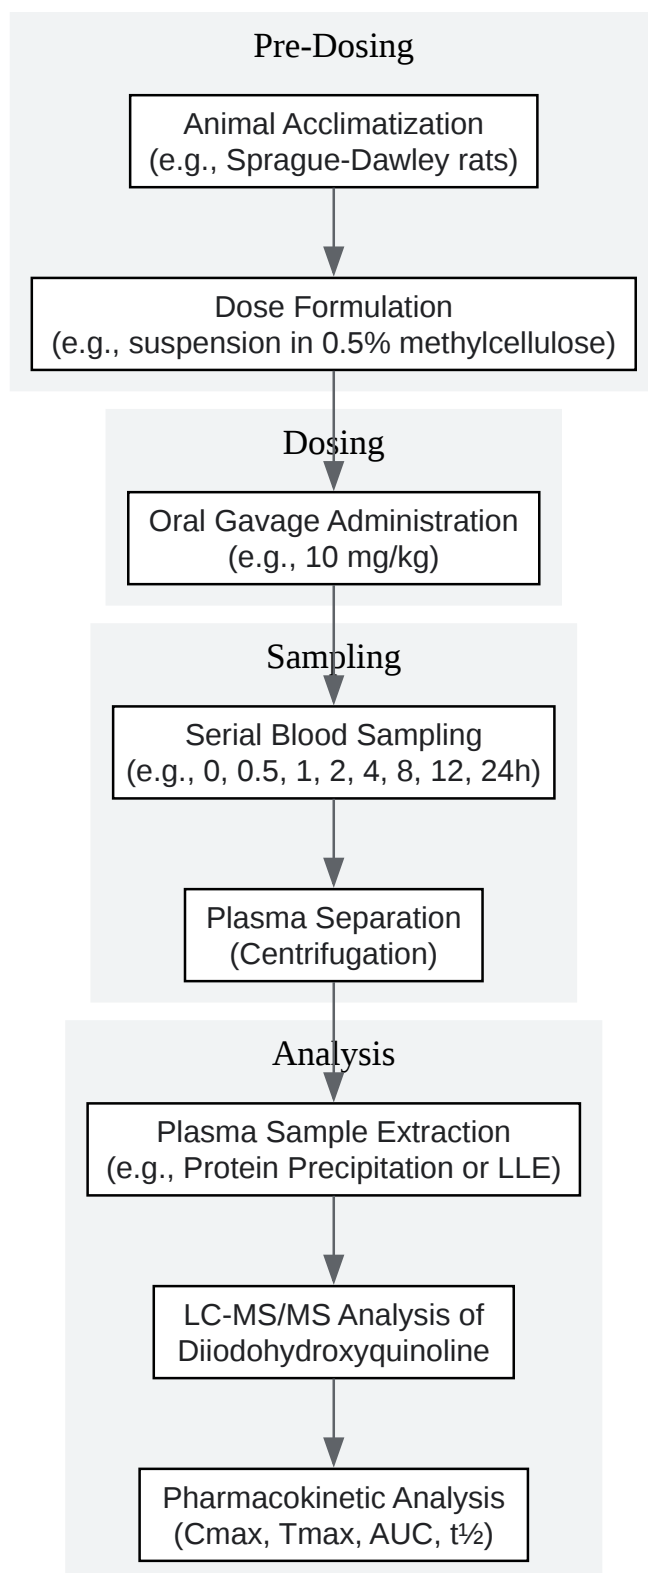 Pre-Dosing
Animal Acclimatization
(e.g., Sprague-Dawley rats)
Dose Formulation
(e.g., suspension in 0.5% methylcellulose)
Dosing
Oral Gavage Administration
(e.g., 10 mg/kg)
Sampling
Serial Blood Sampling
(e.g., 0, 0.5, 1, 2, 4, 8, 12, 24h)
Plasma Separation
(Centrifugation)
Analysis
Plasma Sample Extraction
(e.g., Protein Precipitation or LLE)
LC-MS/MS Analysis of
Diiodohydroxyquinoline
Pharmacokinetic Analysis
(Cmax, Tmax, AUC, t½)